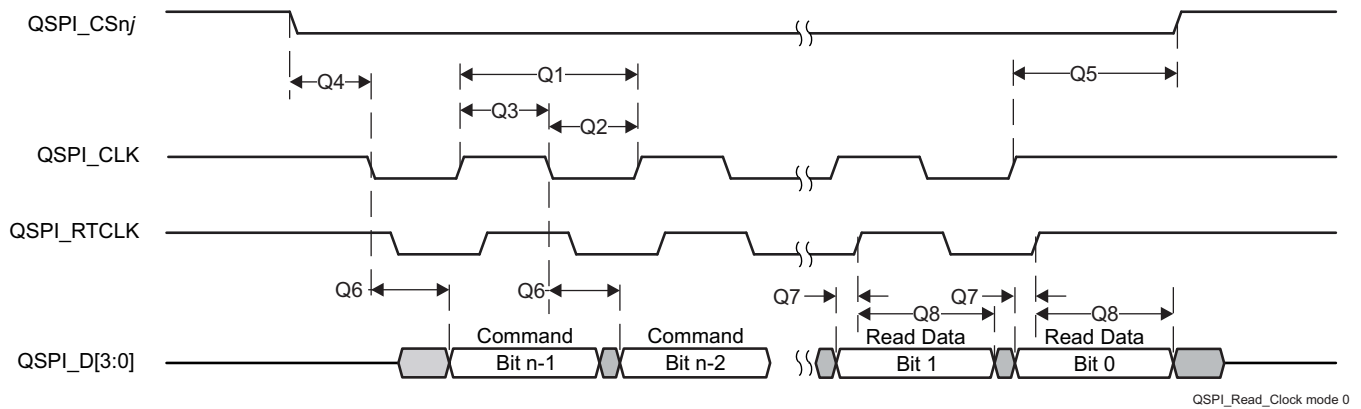 QSPI_CSnj
Q4
Q1
Q5
Q3
Q2
QSPI_CLK
QSPI_RTCLK
Q6
Q6
Q7
Q7
Q8
Q8
Command
Command
Read Data
Read Data
QSPI_D[3:0]
Bit n-1
Bit n-2
Bit 1
Bit 0
QSPI_Read_Clock mode 0